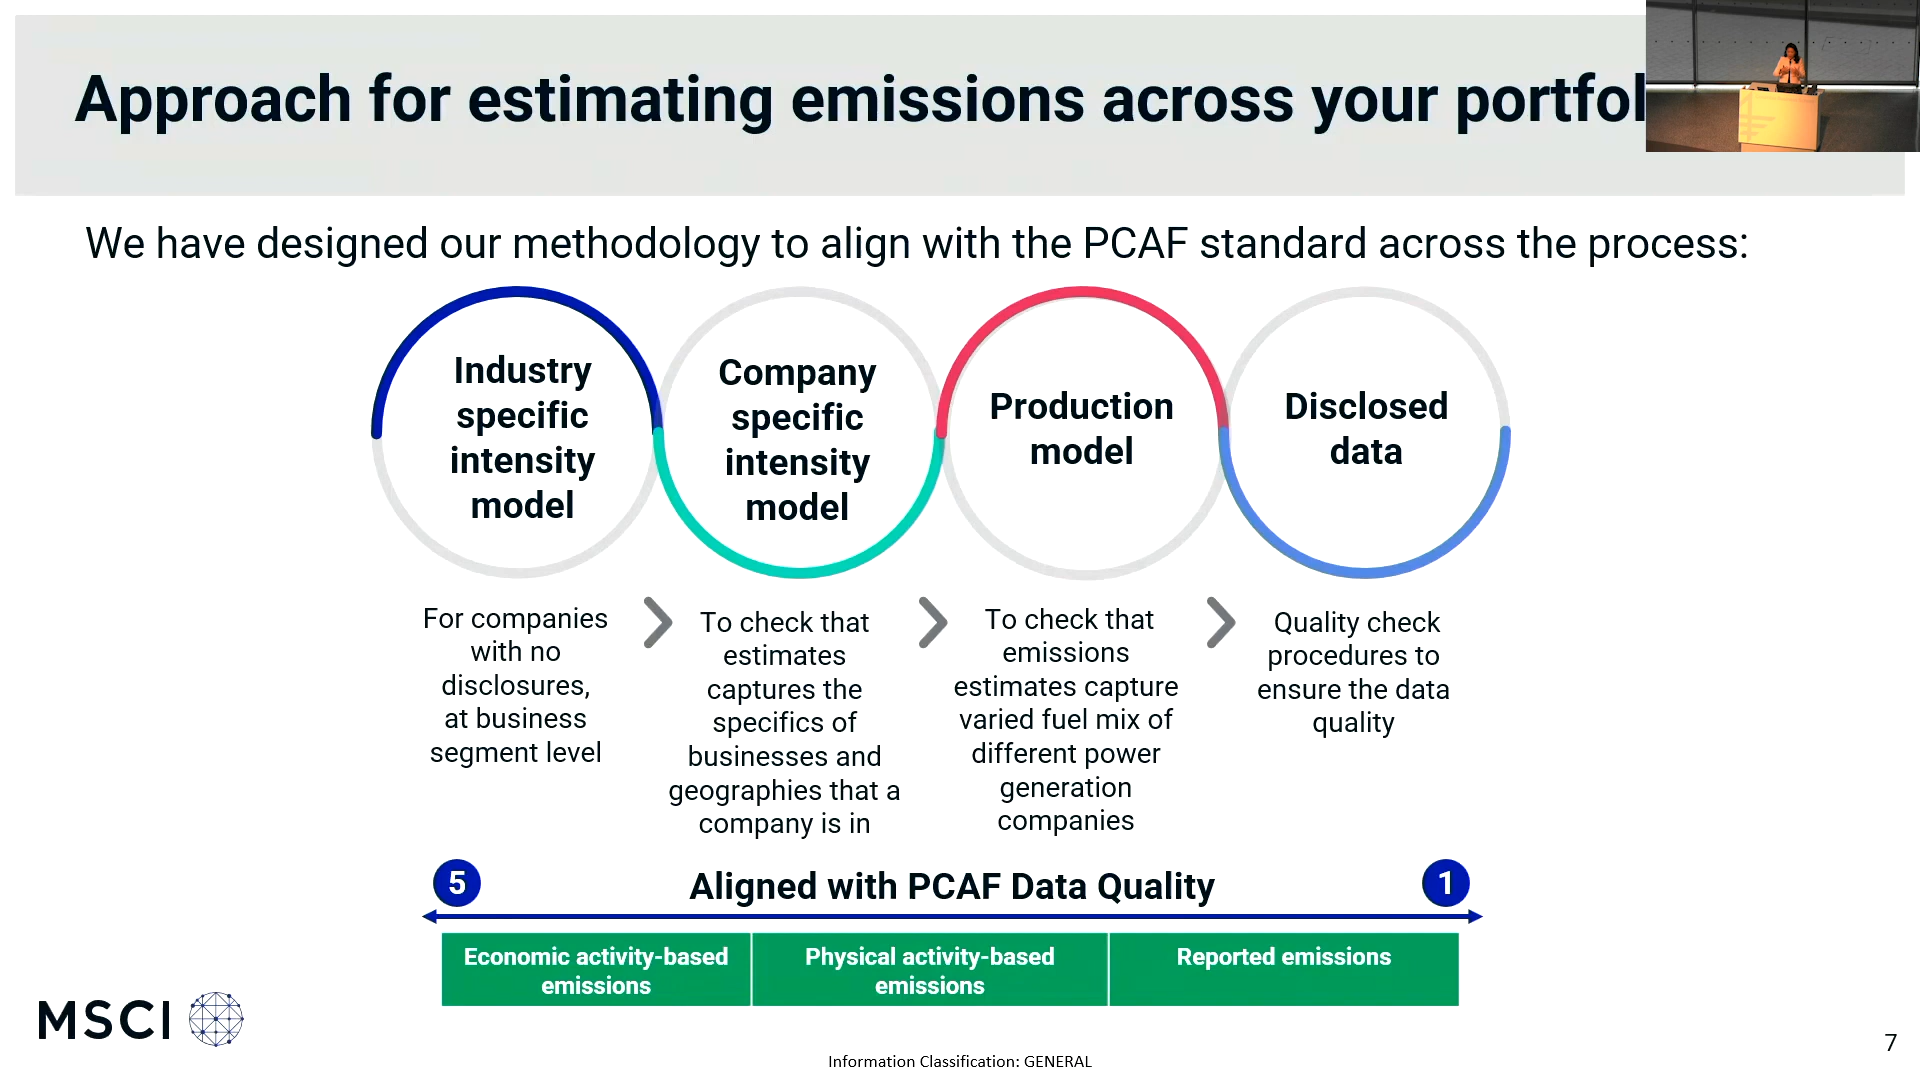 Approach for estimating emissions across your portfol
We have designed our methodology to align with the PCAF standard across the process:
Industry
specific
intensity
model
Company
specific
intensity
model
Production
model
Disclosed
data
For companies
with no
disclosures,
at business
segment level
To check that
estimates
captures the
specifics of
businesses and
geographies that a
company is in
To check that
emissions
estimates capture
varied fuel mix of
different power
generation
companies
Quality check
procedures to
ensure the data
quality
5
Aligned with PCAF Data Quality
1
Economic activity-based
emissions
Physical activity-based
emissions
Reported emissions
MSCI
7
Information Classification: GENERAL